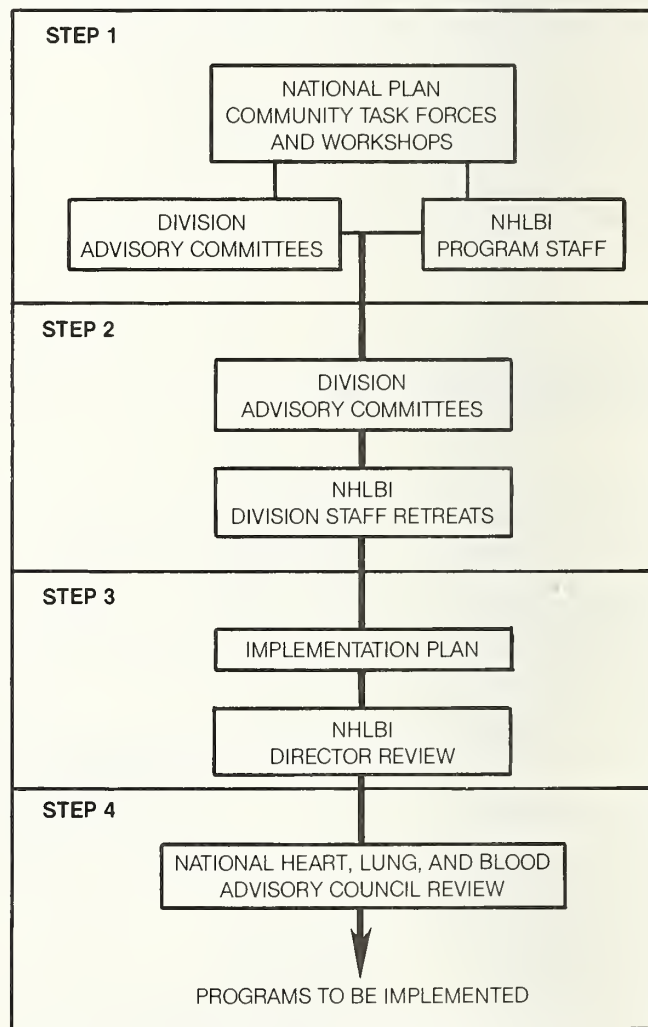 STEP 1
NATIONAL PLAN
COMMUNITY TASK FORCES
AND WORKSHOPS
DIVISION
ADVISORY COMMITTEES
NHLBI
PROGRAM STAFF
STEP 2
DIVISION
ADVISORY COMMITTEES
NHLBI
DIVISION STAFF RETREATS
STEP 3
IMPLEMENTATION PLAN
NHLBI
DIRECTOR REVIEW
STEP 4
NATIONAL HEART, LUNG, AND BLOOD
ADVISORY COUNCIL REVIEW
PROGRAMS TO BE IMPLEMENTED